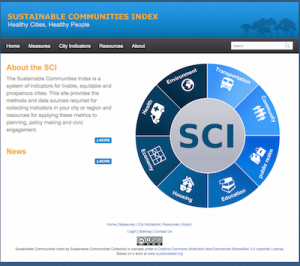 SUSTAINABLE COMMUNITIES INDEX
Healthy Cities, Healthy People
Home Measures City Indicators Resources About
Search
About the SCI
The Sustainable Communities Index is a
system of indicators for livable, equitable and
prosperous cities. This site provides the
methods and data sources required for
collecting indicators in your city or region and
resources for applying these metrics to
planning, policy making and civic
engagement.
MORE
News
MORE
Environment
Transportation
Community
public realm
Education
Housing
Economy
Health
SCI
Home | Measures | City Indicators | Resources | About
Login | Sitemap | Contact Us
Sustainable Communities Index by Sustainable Communities Collective is licensed under a Creative Commons Attribution-NonCommercial-ShareAlike 3.0 Unported License.
Based on a work at www.sustainablesf.org